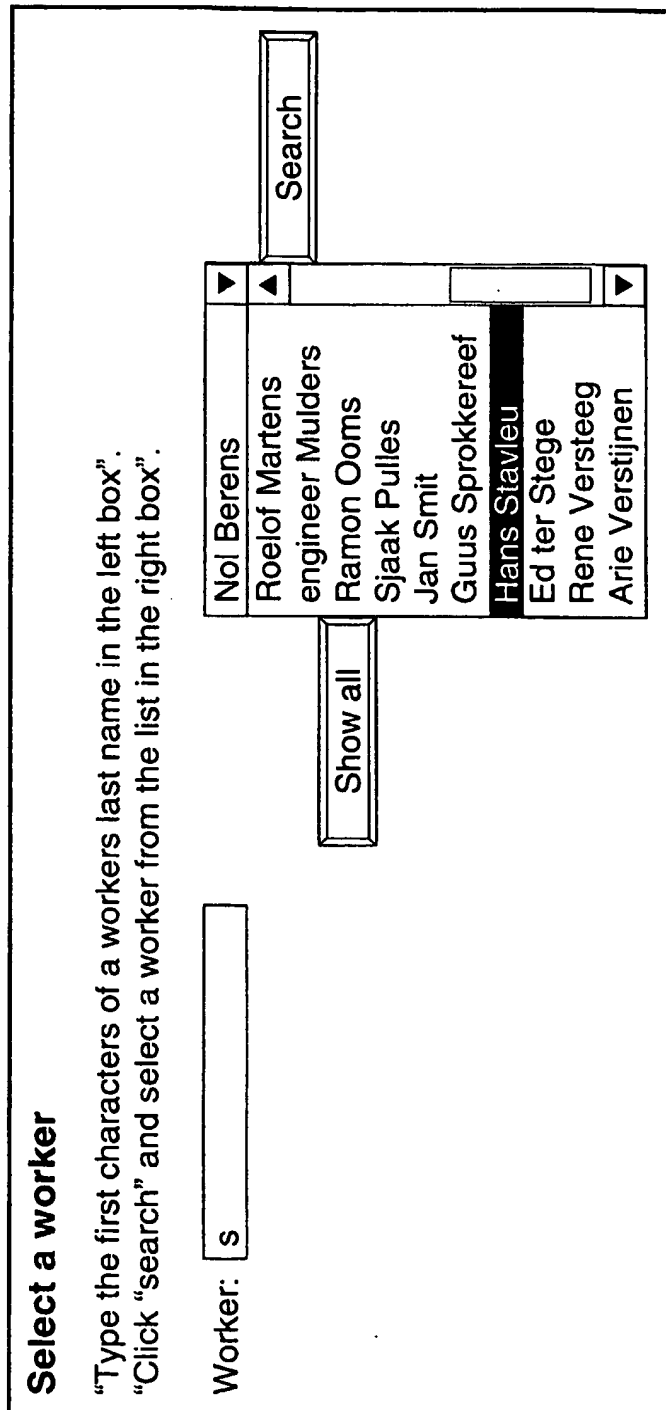 Select a worker
“Type the first characters of a workers last name in the left box”.
“Click “search” and select a worker from the list in the right box”.
Worker: s
Show all
Nol Berens
Roelof Martens
engineer Mulders
Ramon Ooms
Sjaak Pulles
Jan Smit
Guus Sprokkereef
Hans Stavleu
Ed ter Stege
Rene Versteeg
Arie Verstijnen
Search